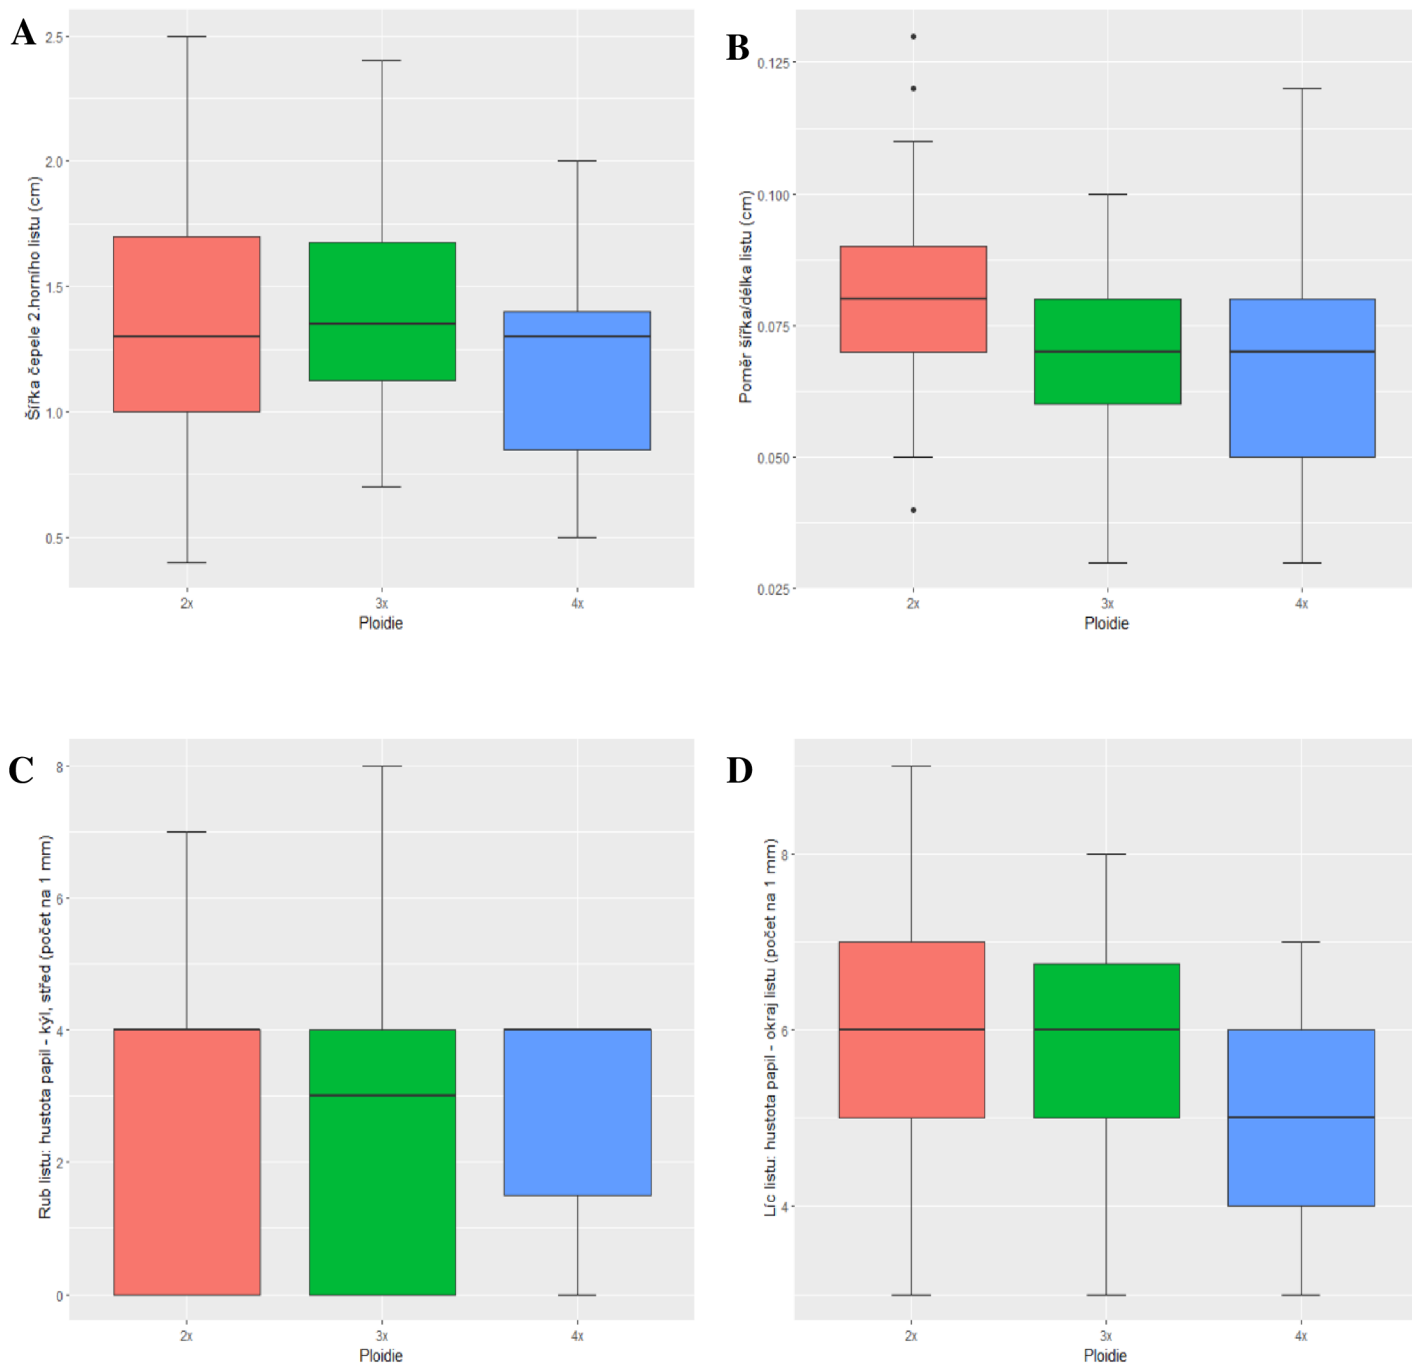 A
Šířka čepele 2.horního listu (cm)
2.5
2.0
1.5
1.0
0.5
2x
3x
4x
Ploidie
B
Poměr šířka/délka listu (cm)
0.125
0.100
0.075
0.050
0.025
2x
3x
4x
Ploidie
C
Rub listu: hustota papil - kýl, střed (počet na 1 mm)
8
6
4
2
0
2x
3x
4x
Ploidie
D
Líc listu: hustota papil - okraj listu (počet na 1 mm)
8
6
4
2x
3x
4x
Ploidie